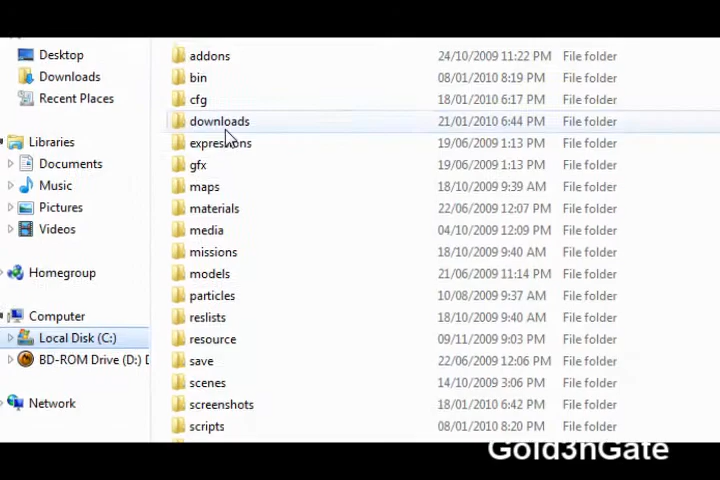 Desktop
Downloads
Recent Places
Libraries
Documents
Music
Pictures
Videos
Homegroup
Computer
Local Disk (C:)
BD-ROM Drive (D:) D
Network
addons 24/10/2009 11:22 PM File folder
bin 08/01/2010 8:19 PM File folder
cfg 18/01/2010 6:17 PM File folder
downloads 21/01/2010 6:44 PM File folder
expressions 19/06/2009 1:13 PM File folder
gfx 19/06/2009 1:13 PM File folder
maps 18/10/2009 9:39 AM File folder
materials 22/06/2009 12:07 PM File folder
media 04/10/2009 12:09 PM File folder
missions 18/10/2009 9:40 AM File folder
models 21/06/2009 11:14 PM File folder
particles 10/08/2009 9:37 AM File folder
reslists 18/10/2009 9:40 AM File folder
resource 09/11/2009 9:03 PM File folder
save 22/06/2009 12:06 PM File folder
scenes 14/10/2009 3:06 PM File folder
screenshots 18/01/2010 6:42 PM File folder
scripts 08/01/2010 8:20 PM File folder
Gold3nGate